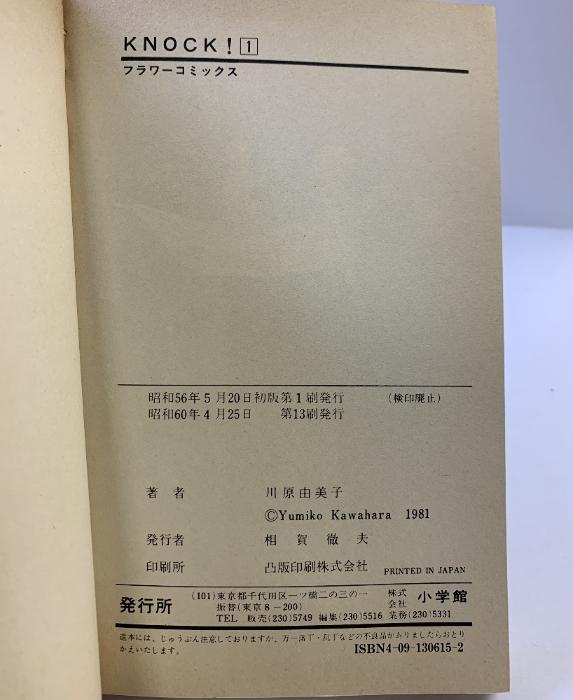 KNOCK! 1
フラワーコミックス
昭和56年5月20日初版第1刷発行 (検印廃止)
昭和60年4月25日 第13刷発行
著者 川原由美子
©Yumiko Kawahara 1981
発行者 相賀徹夫
印刷所 凸版印刷株式会社 PRINTED IN JAPAN
発行所 (101)東京都千代田区一ツ橋二の三の一 株式会社 小学館
振替(東京8-200)
TEL 販売(230)5749 編集(230)5516 業務(230)5331
造本には、じゅうぶん注意しておりますが、万一落丁・乱丁などの不良品がありましたらおとり
かえいたします。
ISBN4-09-130615-2